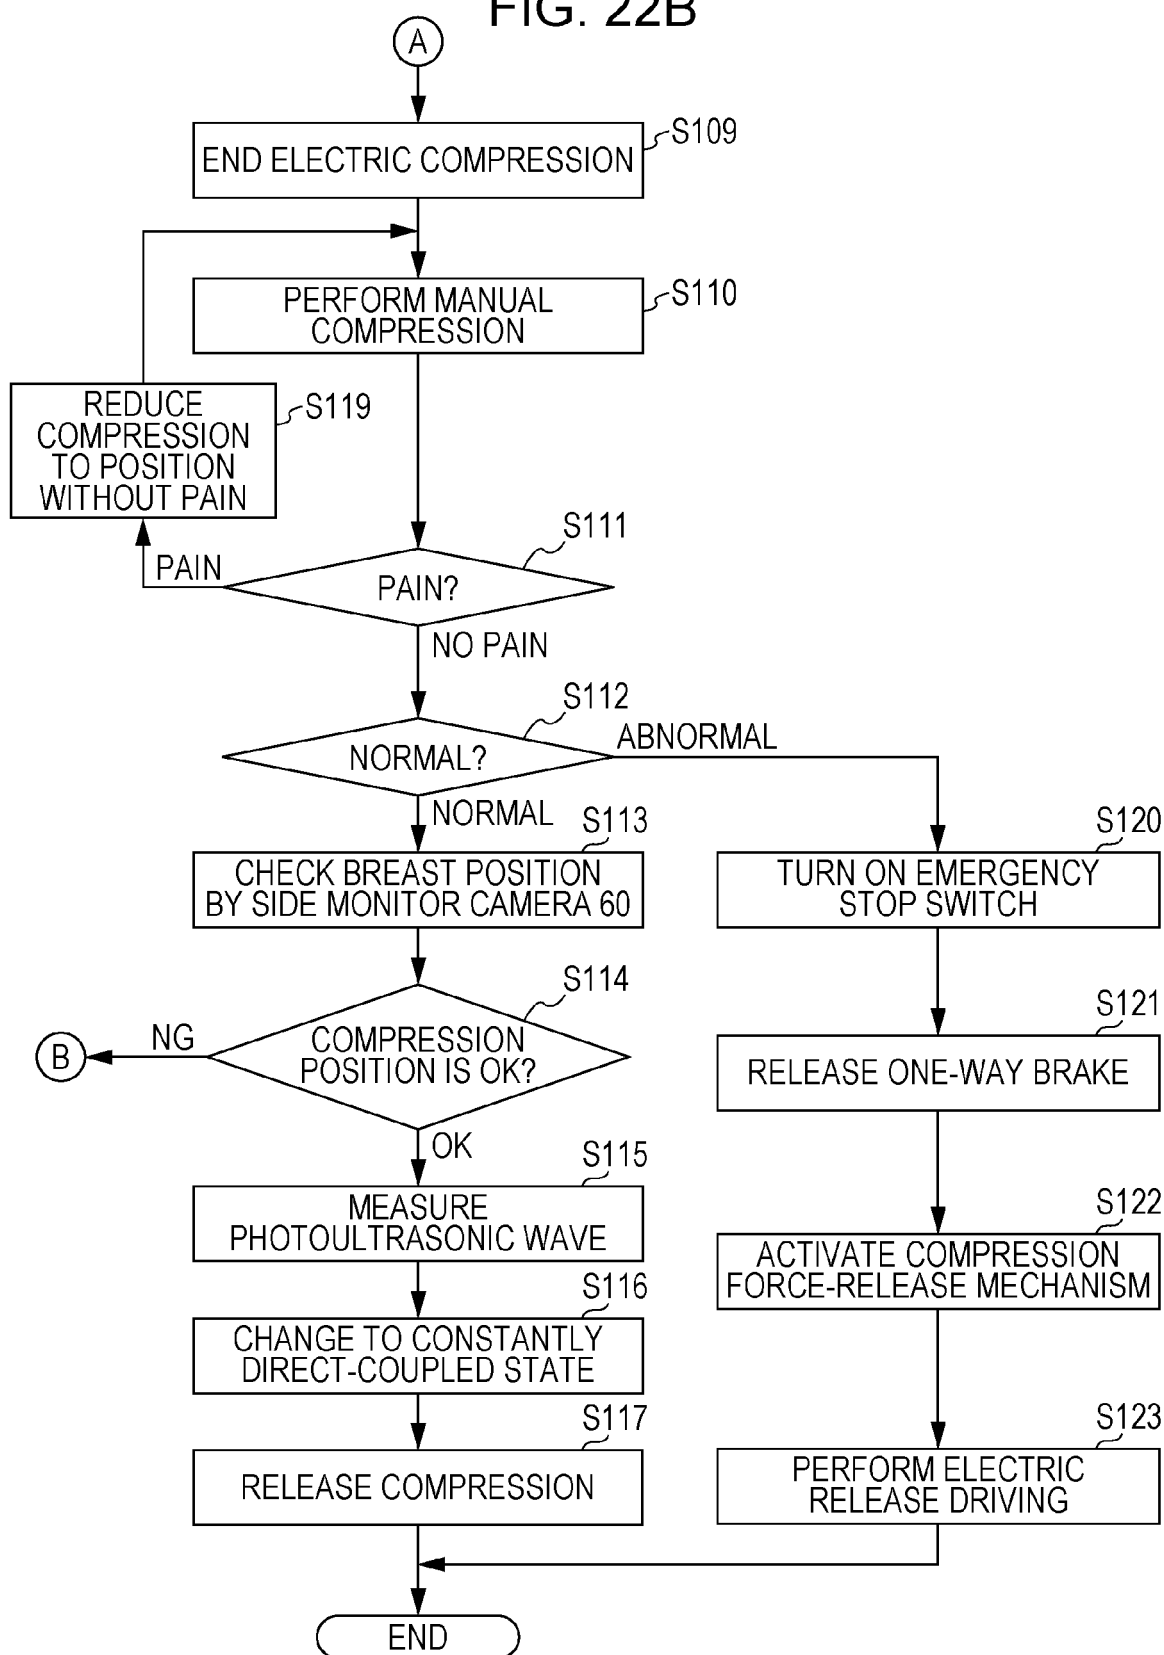 FIG. 22B
A
S109
END ELECTRIC COMPRESSION
S110
PERFORM MANUAL
COMPRESSION
S119
REDUCE
COMPRESSION
TO POSITION
WITHOUT PAIN
S111
PAIN
PAIN?
NO PAIN
S112
ABNORMAL
NORMAL?
NORMAL
S113
CHECK BREAST POSITION
BY SIDE MONITOR CAMERA 60
S120
TURN ON EMERGENCY
STOP SWITCH
S114
NG
B
COMPRESSION
POSITION IS OK?
OK
S121
RELEASE ONE-WAY BRAKE
S115
MEASURE
PHOTOULTRASONIC WAVE
S122
ACTIVATE COMPRESSION
FORCE-RELEASE MECHANISM
S116
CHANGE TO CONSTANTLY
DIRECT-COUPLED STATE
S117
RELEASE COMPRESSION
S123
PERFORM ELECTRIC
RELEASE DRIVING
END